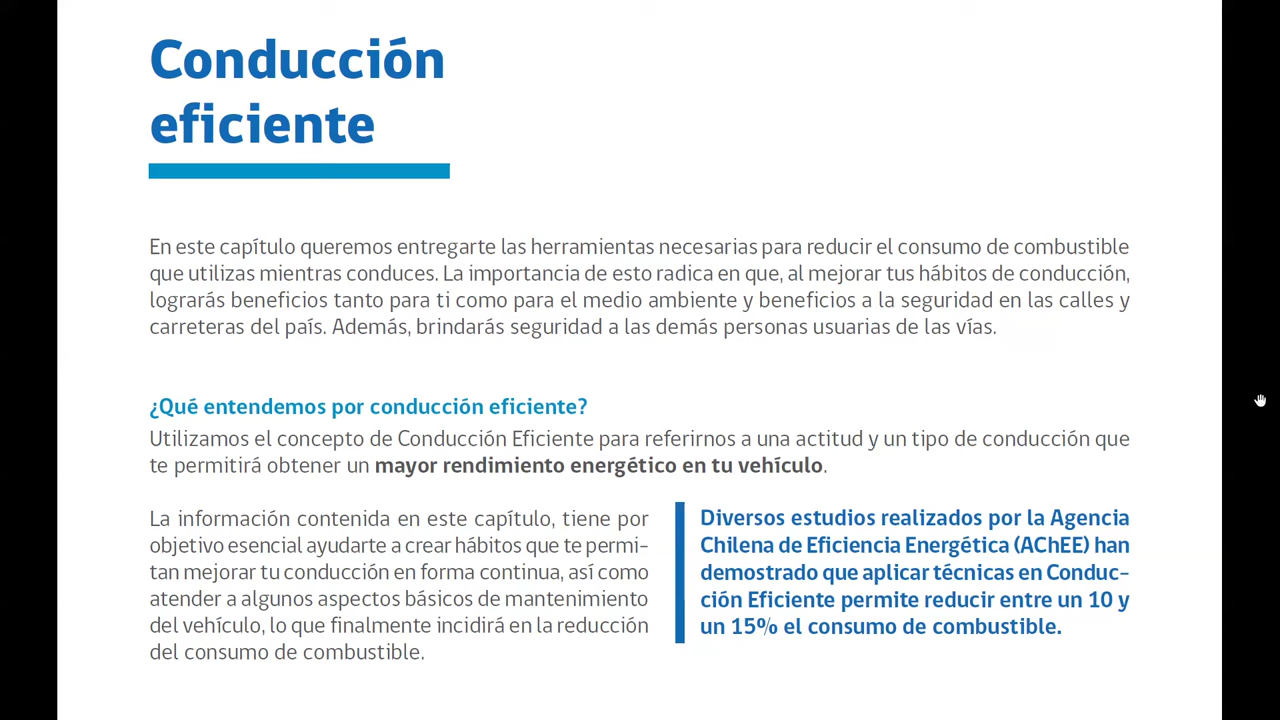 Conducción
eficiente
En este capítulo queremos entregarte las herramientas necesarias para reducir el consumo de combustible
que utilizas mientras conduces. La importancia de esto radica en que, al mejorar tus hábitos de conducción,
lograrás beneficios tanto para ti como para el medio ambiente y beneficios a la seguridad en las calles y
carreteras del país. Además, brindarás seguridad a las demás personas usuarias de las vías.
¿Qué entendemos por conducción eficiente?
Utilizamos el concepto de Conducción Eficiente para referirnos a una actitud y un tipo de conducción que
te permitirá obtener un mayor rendimiento energético en tu vehículo.
La información contenida en este capítulo, tiene por
objetivo esencial ayudarte a crear hábitos que te permi-
tan mejorar tu conducción en forma continua, así como
atender a algunos aspectos básicos de mantenimiento
del vehículo, lo que finalmente incidirá en la reducción
del consumo de combustible.
Diversos estudios realizados por la Agencia
Chilena de Eficiencia Energética (AChEE) han
demostrado que aplicar técnicas en Conduc-
ción Eficiente permite reducir entre un 10 y
un 15% el consumo de combustible.